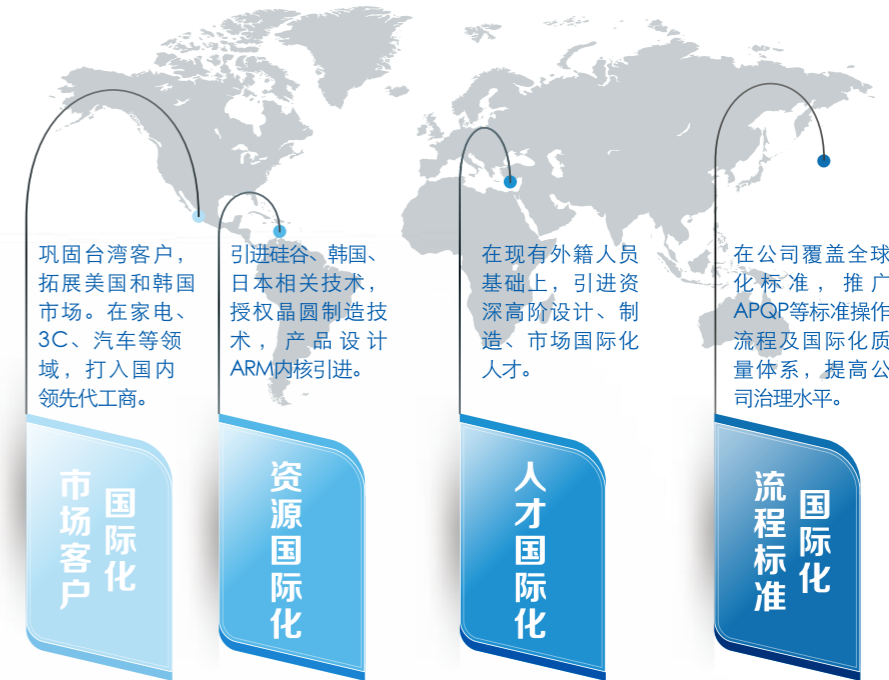 巩固台湾客户，
拓展美国和韩国
市场。在家电、
3C、汽车等领
域，打入国内
领先代工商。
引进硅谷、韩国、
日本相关技术，
授权晶圆制造技
术，产品设计
ARM内核引进。
在现有外籍人员
基础上，引进资
深高阶设计、制
造、市场国际化
人才。
在公司覆盖全球
化标准，推广
APQP等标准操作
流程及国际化质
量体系，提高公
司治理水平。
市场客户
国际化
资源国际化
人才国际化
流程标准
国际化